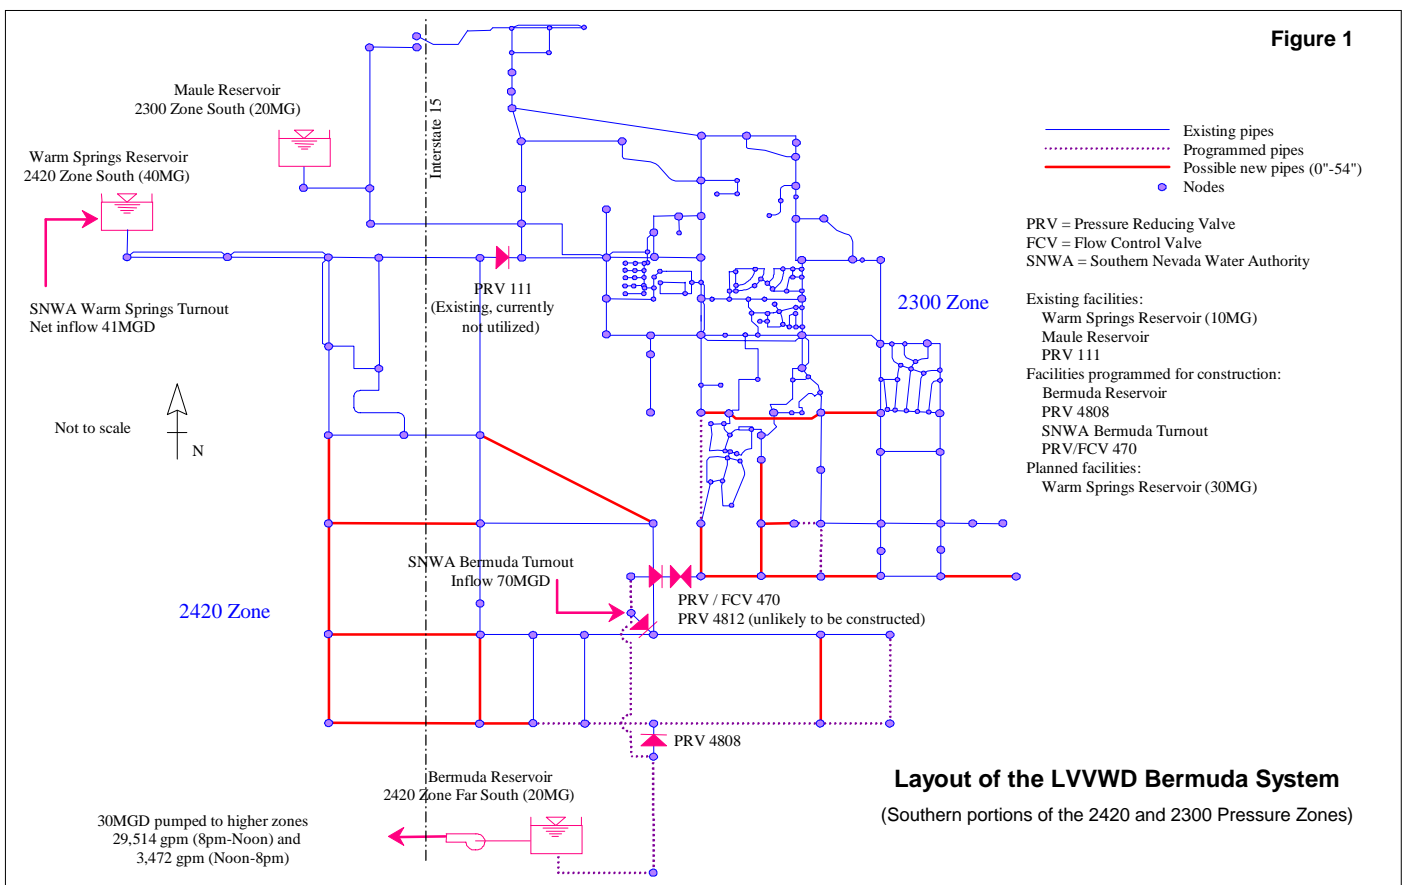 Figure 1
Maule Reservoir
2300 Zone South (20MG)
Interstate 15
Warm Springs Reservoir
2420 Zone South (40MG)
Existing pipes
Programmed pipes
Possible new pipes (0"-54")
Nodes
PRV = Pressure Reducing Valve
FCV = Flow Control Valve
SNWA = Southern Nevada Water Authority
SNWA Warm Springs Turnout
Net inflow 41MGD
PRV 111
(Existing, currently
not utilized)
2300 Zone
Existing facilities:
Warm Springs Reservoir (10MG)
Maule Reservoir
PRV 111
Facilities programmed for construction:
Bermuda Reservoir
PRV 4808
SNWA Bermuda Turnout
PRV/FCV 470
Planned facilities:
Warm Springs Reservoir (30MG)
Not to scale
N
SNWA Bermuda Turnout
Inflow 70MGD
2420 Zone
PRV / FCV 470
PRV 4812 (unlikely to be constructed)
PRV 4808
Bermuda Reservoir
2420 Zone Far South (20MG)
30MGD pumped to higher zones
29,514 gpm (8pm-Noon) and
3,472 gpm (Noon-8pm)
Layout of the LVVWD Bermuda System
(Southern portions of the 2420 and 2300 Pressure Zones)